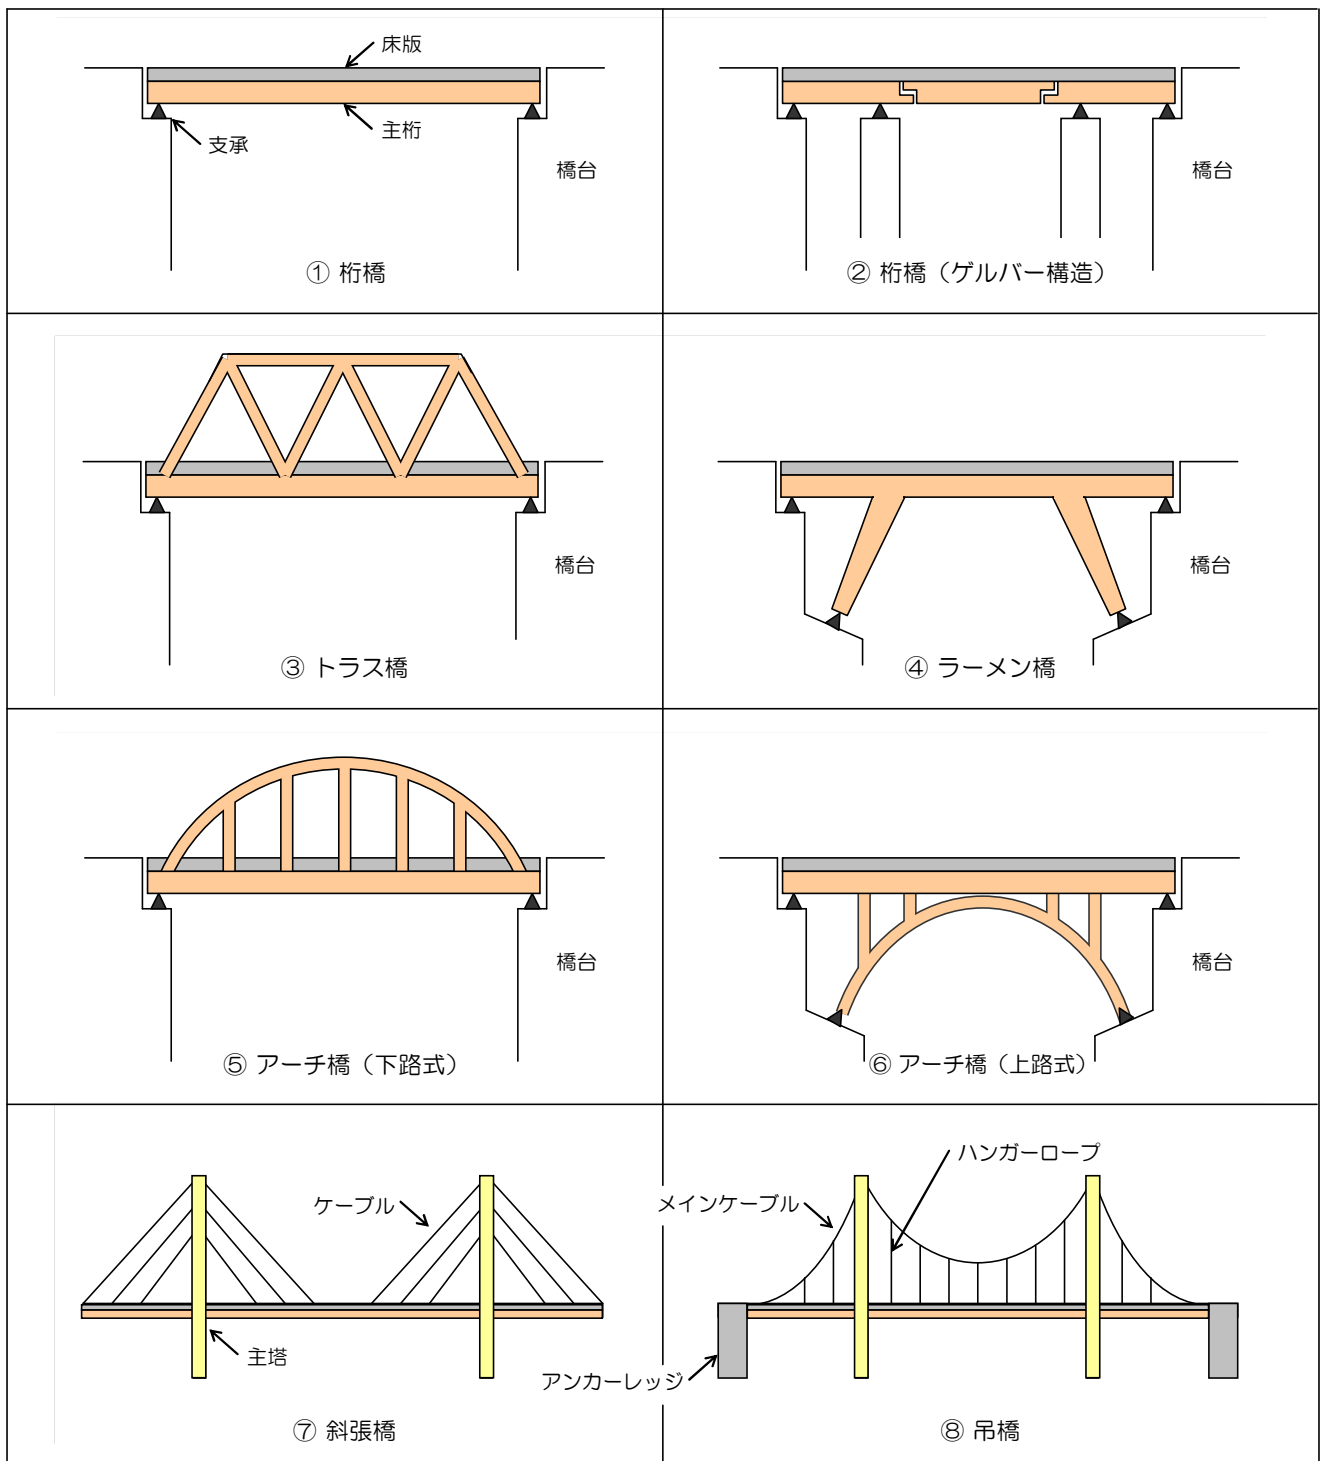 床版
主桁
支承
橋台
① 桁橋
橋台
② 桁橋（ゲルバー構造）
橋台
③ トラス橋
橋台
④ ラーメン橋
橋台
⑤ アーチ橋（下路式）
橋台
⑥ アーチ橋（上路式）
ケーブル
主塔
⑦ 斜張橋
ハンガーロープ
メインケーブル
アンカーレッジ
⑧ 吊橋